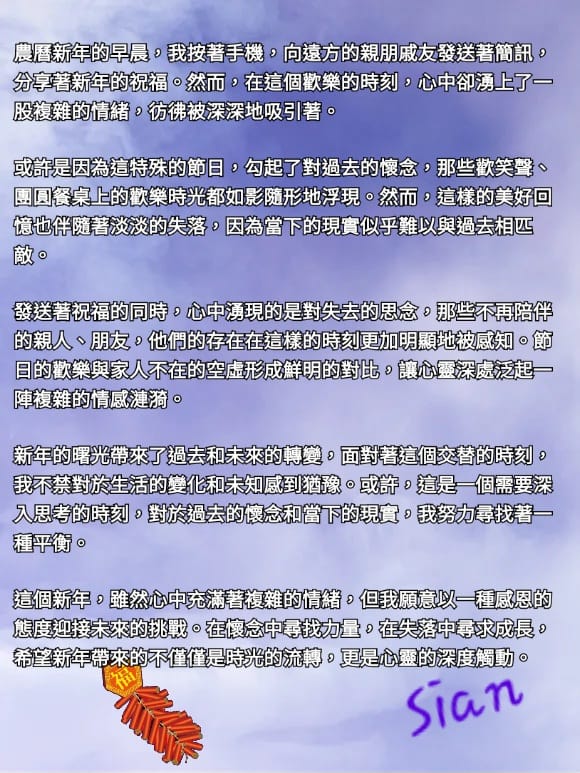 農曆新年的早晨，我按著手機，向遠方的親朋戚友發送著簡訊，
分享著新年的祝福。然而，在這個歡樂的時刻，心中卻湧上了一
股複雜的情緒，彷彿被深深地吸引著。
或許是因為這特殊的節日，勾起了對過去的懷念，那些歡笑聲、
團圓餐桌上的歡樂時光都如影隨形地浮現。然而，這樣的美好回
憶也伴隨著淡淡的失落，因為當下的現實似乎難以與過去相匹
敵。
發送著祝福的同時，心中湧現的是對失去的思念，那些不再陪伴
的親人、朋友，他們的存在在這樣的時刻更加明顯地被感知。節
日的歡樂與家人不在的空虛形成鮮明的對比，讓心靈深處泛起一
陣複雜的情感漣漪。
新年的曙光帶來了過去和未來的轉變，面對著這個交替的時刻，
我不禁對於生活的變化和未知感到猶豫。或許，這是一個需要深
入思考的時刻，對於過去的懷念和當下的現實，我努力尋找著一
種平衡。
這個新年，雖然心中充滿著複雜的情緒，但我願意以一種感恩的
態度迎接未來的挑戰。在懷念中尋找力量，在失落中尋求成長，
希望新年帶來的不僅僅是時光的流轉，更是心靈的深度觸動。
福
Sian